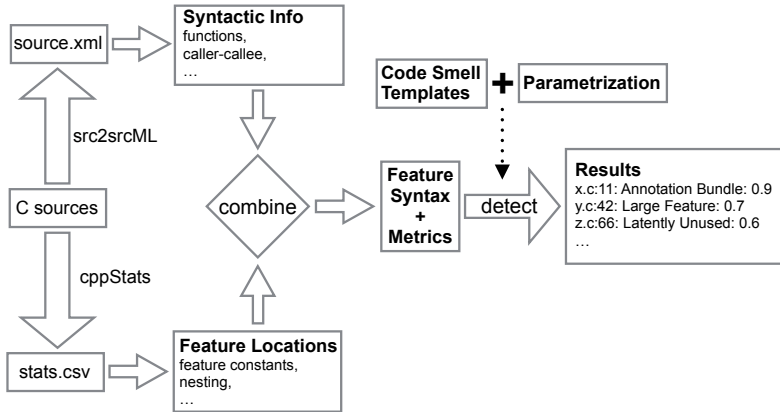 source.xml
Syntactic Info
functions,
caller-callee,
…
src2srcML
C sources
cppStats
stats.csv
Feature Locations
feature constants,
nesting,
…
combine
Feature
Syntax
+
Metrics
Code Smell
Templates
+
Parametrization
detect
Results
x.c:11: Annotation Bundle: 0.9
y.c:42: Large Feature: 0.7
z.c:66: Latently Unused: 0.6
…